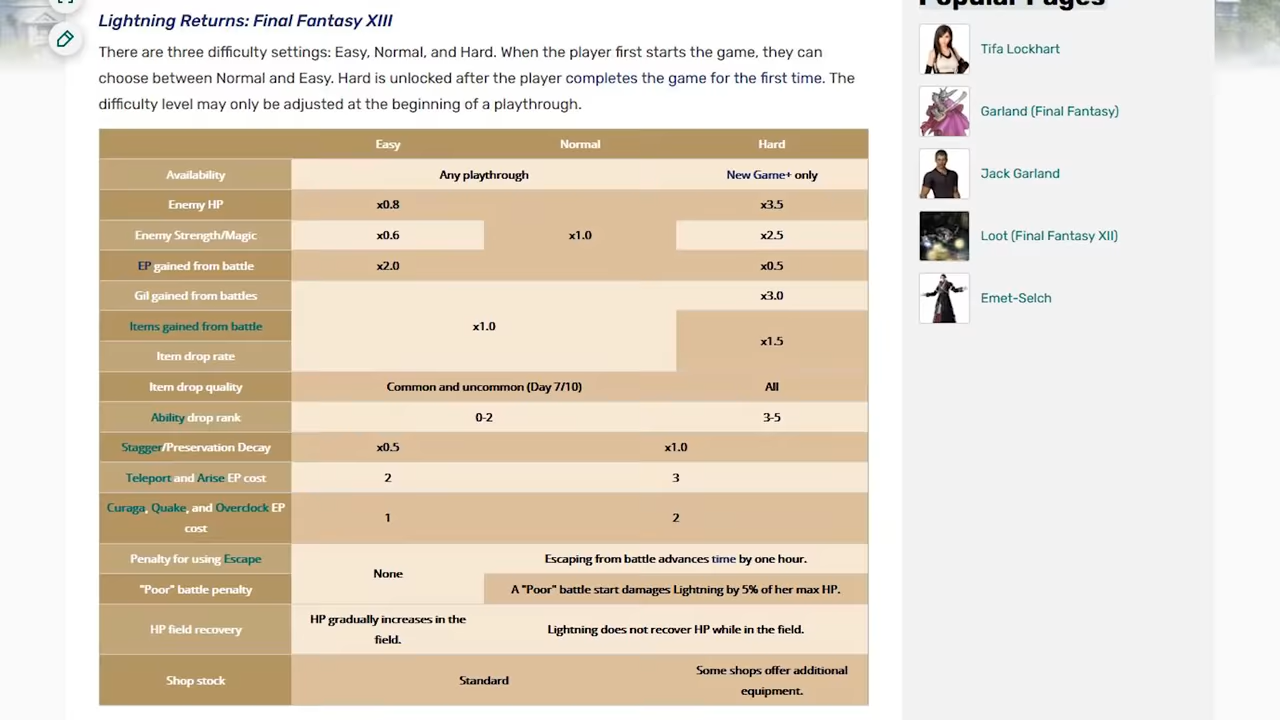 Lightning Returns: Final Fantasy XIII
There are three difficulty settings: Easy, Normal, and Hard. When the player first starts the game, they can
choose between Normal and Easy. Hard is unlocked after the player completes the game for the first time. The
difficulty level may only be adjusted at the beginning of a playthrough.
Easy Normal Hard
Availability Any playthrough New Game+ only
Enemy HP x0.8 x3.5
Enemy Strength/Magic x0.6 x1.0 x2.5
EP gained from battle x2.0 x0.5
Gil gained from battles x3.0
Items gained from battle x1.0
x1.5
Item drop rate
Item drop quality Common and uncommon (Day 7/10) All
Ability drop rank 0-2 3-5
Stagger/Preservation Decay x0.5 x1.0
Teleport and Arise EP cost 2 3
Curaga, Quake, and Overclock EP
cost
1 2
Penalty for using Escape Escaping from battle advances time by one hour.
None
"Poor" battle penalty A "Poor" battle start damages Lightning by 5% of her max HP.
HP field recovery
HP gradually increases in the
field.
Lightning does not recover HP while in the field.
Shop stock Standard
Some shops offer additional
equipment.
Popular Pages
Tifa Lockhart
Garland (Final Fantasy)
Jack Garland
Loot (Final Fantasy XII)
Emet-Selch